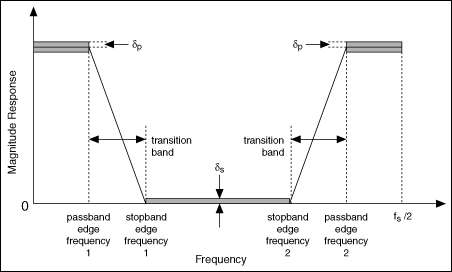 δp
δp
Magnitude Response
transition
band
transition
band
δs
0
passband
edge
frequency
1
stopband
edge
frequency
1
stopband
edge
frequency
2
passband
edge
frequency
2
fs /2
Frequency